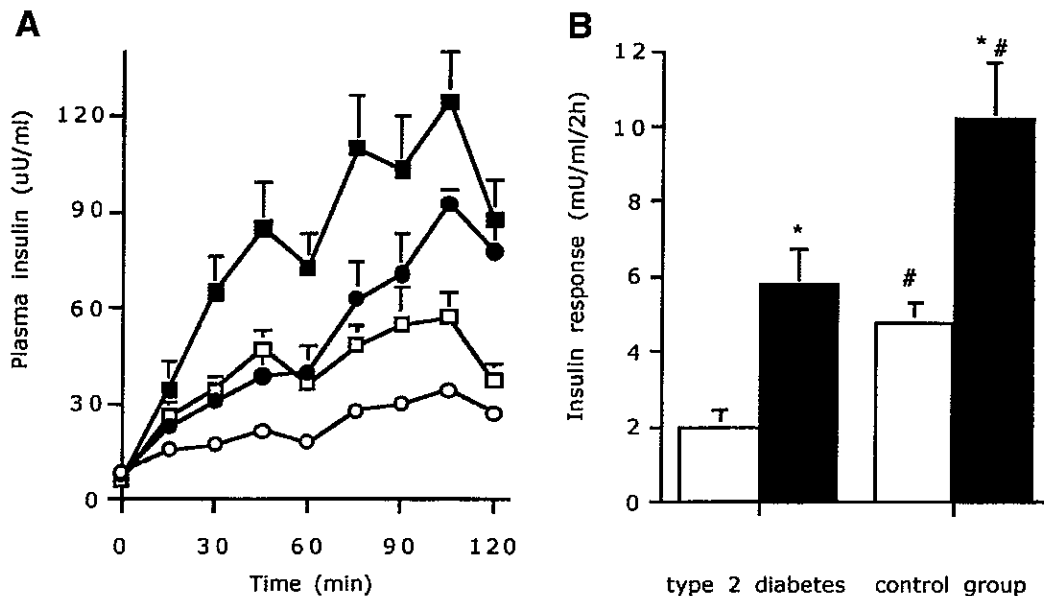 A
Plasma insulin (uU/ml)
120
90
60
30
0
0 30 60 90 120
Time (min)
B
Insulin response (mU/ml/2h)
12
10
8
6
4
2
0
*
#
* #
type 2 diabetes control group